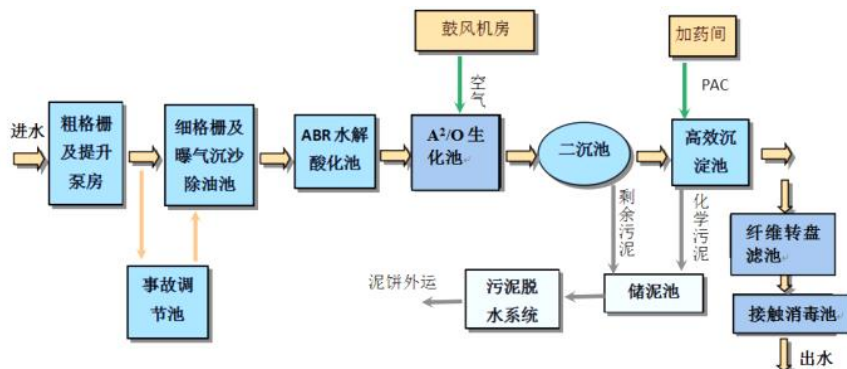 鼓风机房
加药间
空气
PAC
进水
粗格栅
及提升
泵房
细格栅及
曝气沉沙
除油池
ABR 水解
酸化池
A²/O 生
化池
二沉池
高效沉
淀池
剩余污泥
化学污泥
纤维转盘
滤池
事故调
节池
泥饼外运
污泥脱
水系统
储泥池
接触消毒池
出水